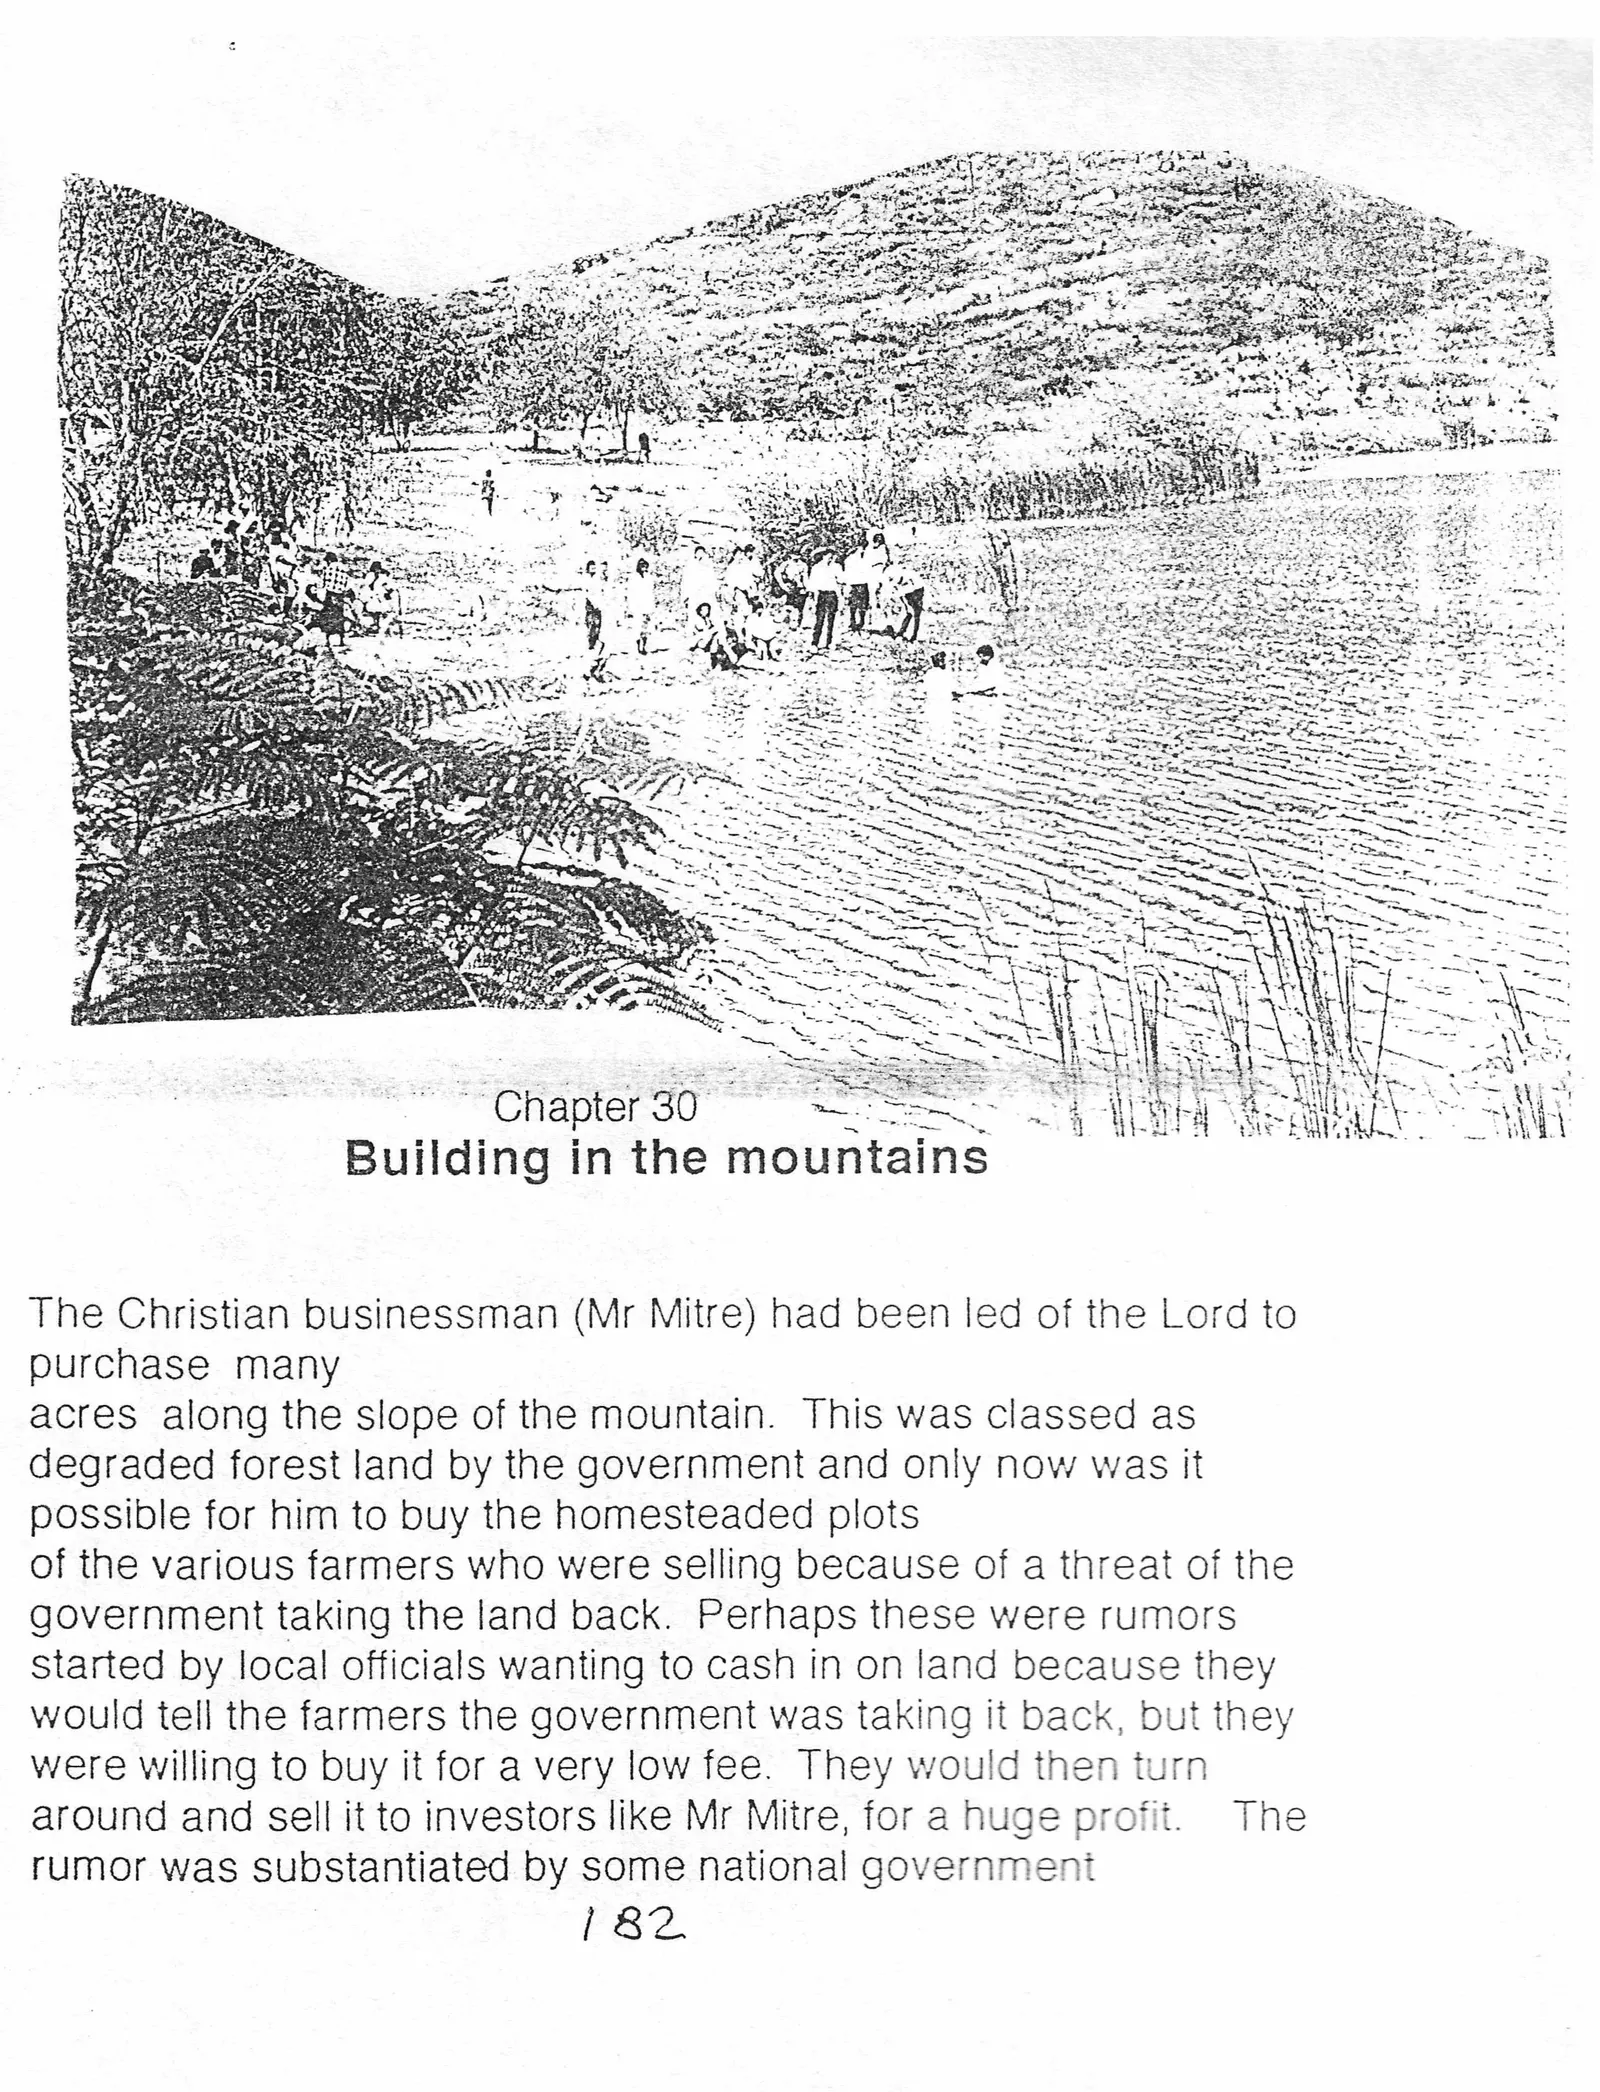 Chapter 30
Building in the mountains
The Christian businessman (Mr Mitre) had been led of the Lord to
purchase  many
acres  along the slope of the mountain.  This was classed as
degraded forest land by the government and only now was it
possible for him to buy the homesteaded plots
of the various farmers who were selling because of a threat of the
government taking the land back.  Perhaps these were rumors
started by local officials wanting to cash in on land because they
would tell the farmers the government was taking it back, but they
were willing to buy it for a very low fee.  They would then turn
around and sell it to investors like Mr Mitre, for a huge profit.    The
rumor was substantiated by some national government
182